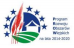 Program
Rozwoju
Obszarów
Wiejskich
na lata 2014-2020